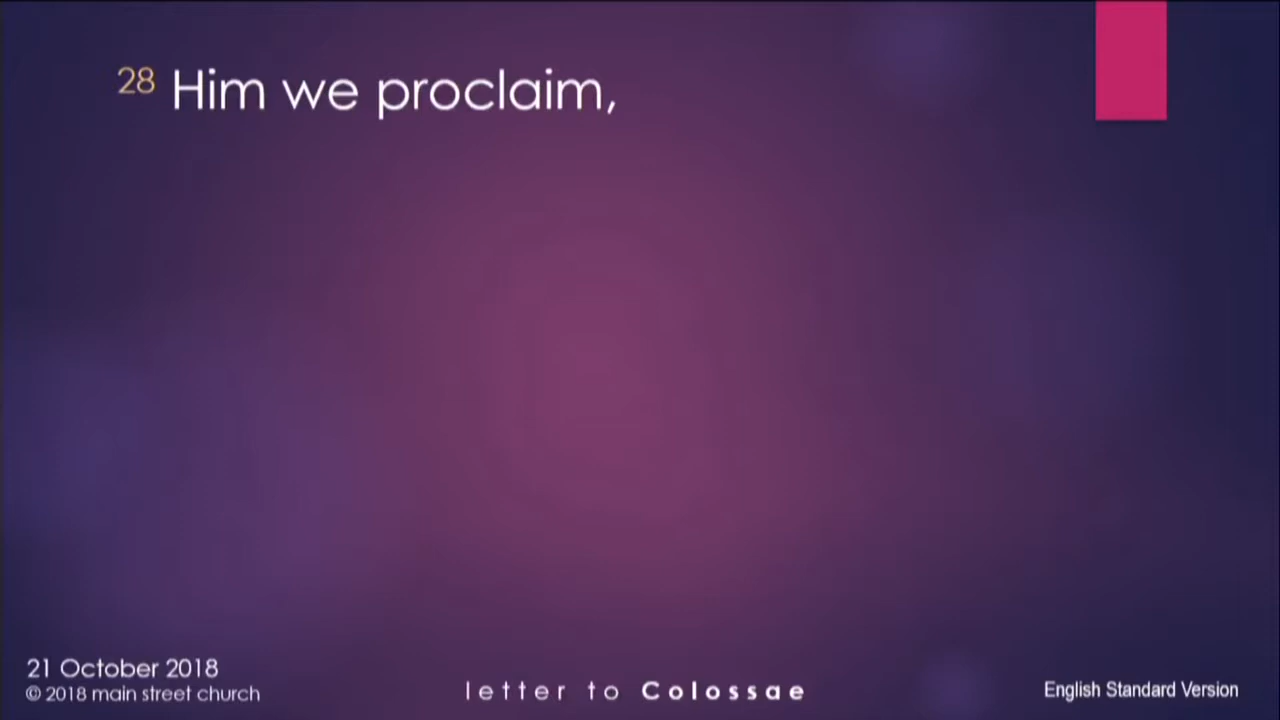 28 Him we proclaim,
21 October 2018
© 2018 main street church
letter to Colossae
English Standard Version